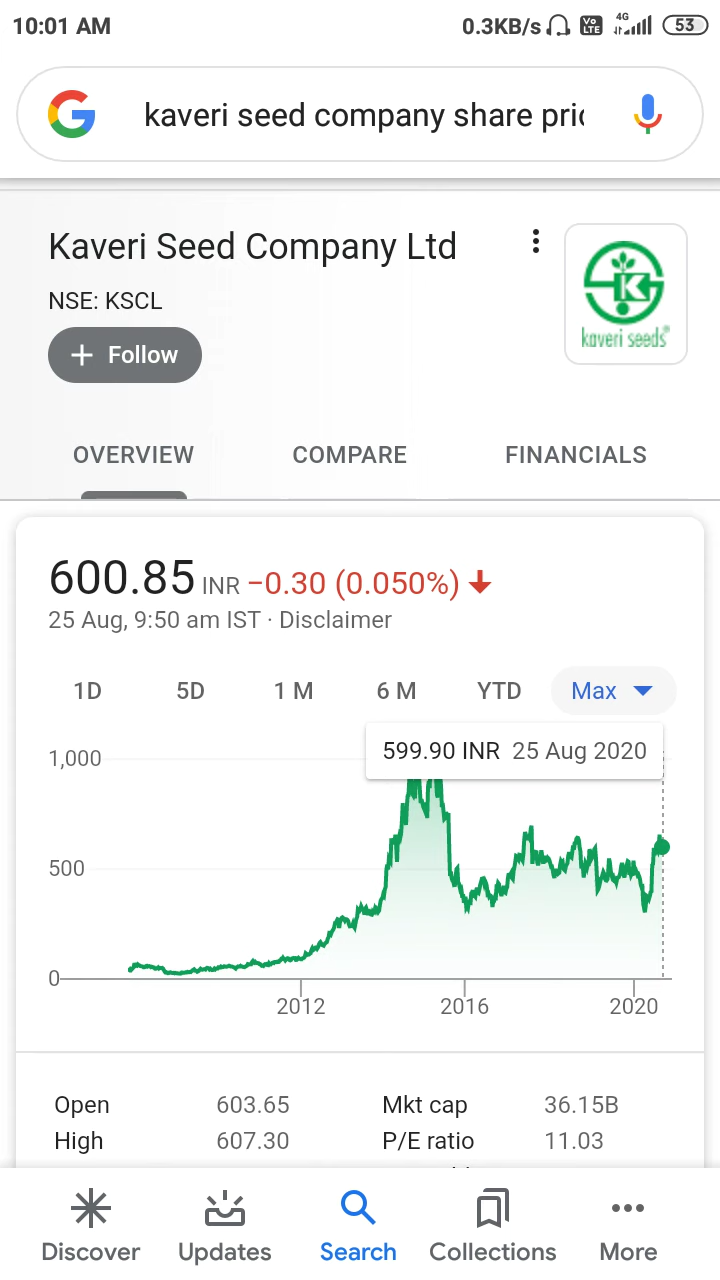 10:01 AM 0.3KB/s Vo LTE 4G 53
kaveri seed company share pric
Kaveri Seed Company Ltd
NSE: KSCL
+ Follow
K
kaveri seeds®
OVERVIEW COMPARE FINANCIALS
600.85 INR −0.30 (0.050%)
25 Aug, 9:50 am IST · Disclaimer
1D 5D 1 M 6 M YTD Max
599.90 INR 25 Aug 2020
1,000
500
0
2012 2016 2020
Open 603.65 Mkt cap 36.15B
High 607.30 P/E ratio 11.03
Discover Updates Search Collections More